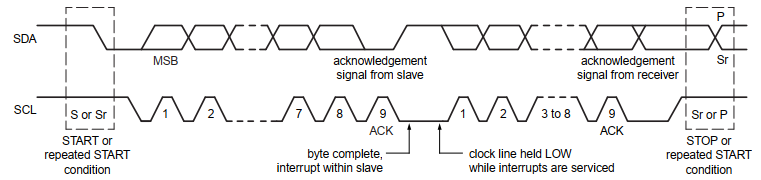 P
SDA
MSB
acknowledgement
signal from slave
acknowledgement
signal from receiver
Sr
SCL
S or Sr
1
2
7
8
9
1
2
3 to 8
9
Sr or P
ACK
ACK
START or
repeated START
condition
byte complete,
interrupt within slave
clock line held LOW
while interrupts are serviced
STOP or
repeated START
condition